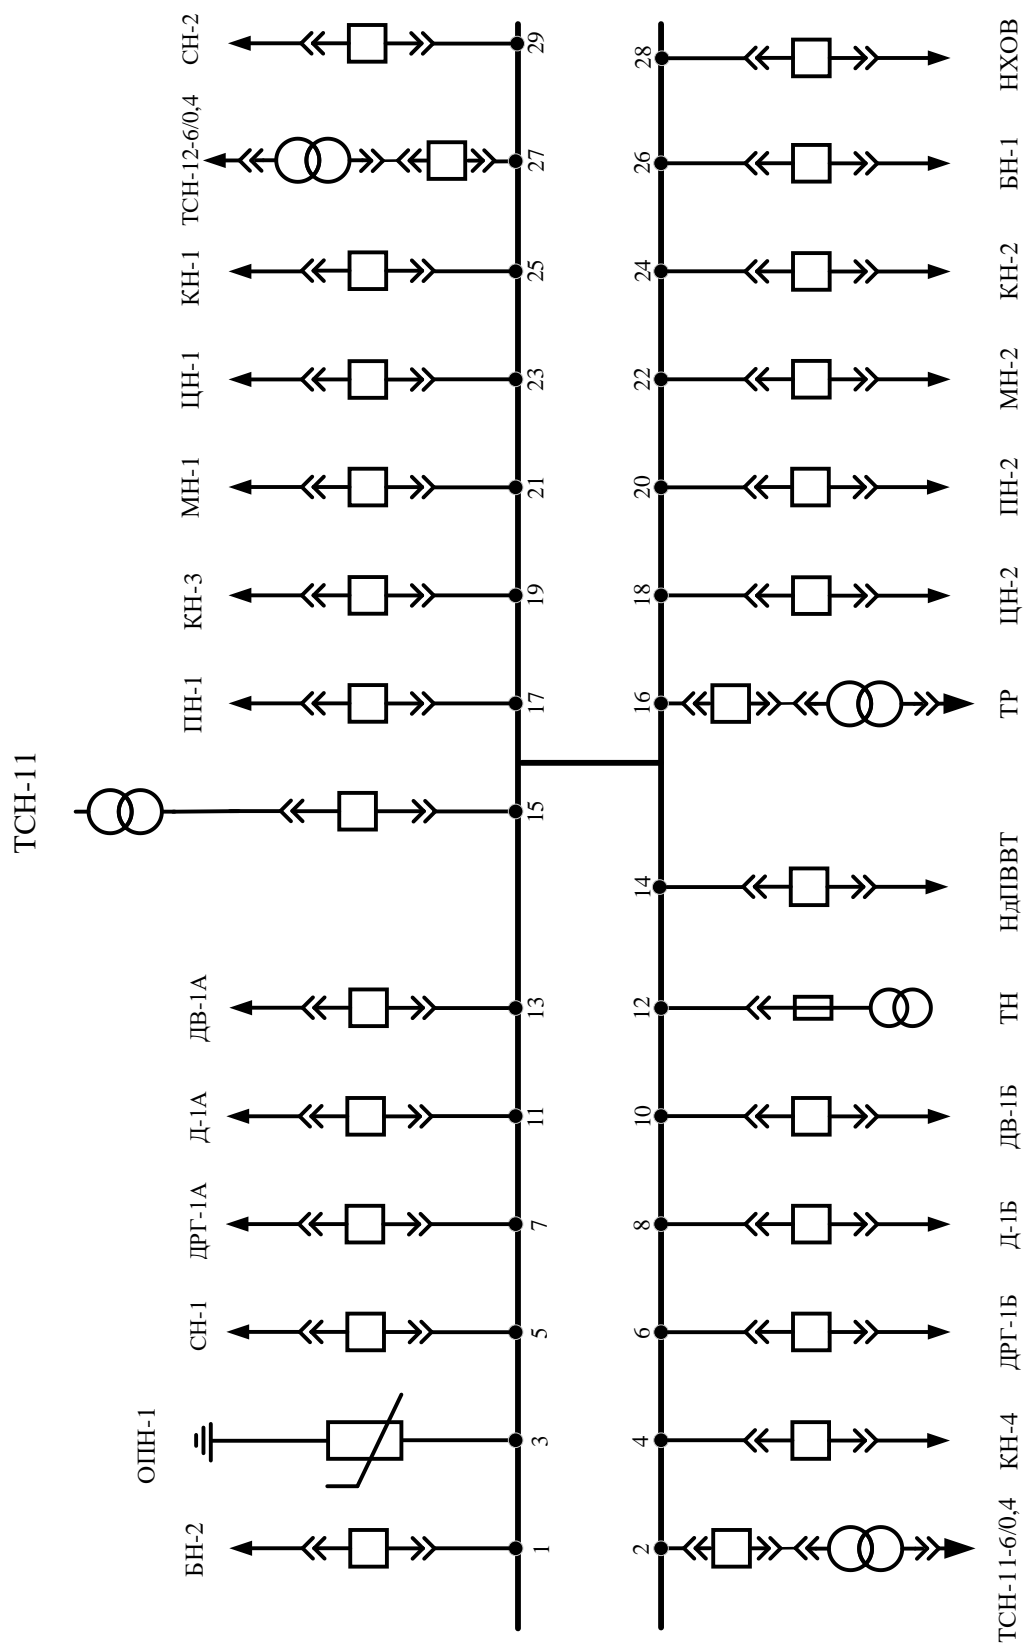 ТСН-11
БН-2
ОПН-1
СН-1
ДРГ-1А
Д-1А
ДВ-1А
ПН-1
КН-3
МН-1
ЦН-1
КН-1
ТСН-12-6/0,4
СН-2
1
3
5
7
11
13
15
17
19
21
23
25
27
29
2
4
6
8
10
12
14
16
18
20
22
24
26
28
ТСН-11-6/0,4
КН-4
ДРГ-1Б
Д-1Б
ДВ-1Б
ТН
НдПВВТ
ТР
ЦН-2
ПН-2
МН-2
КН-2
БН-1
НХОВ